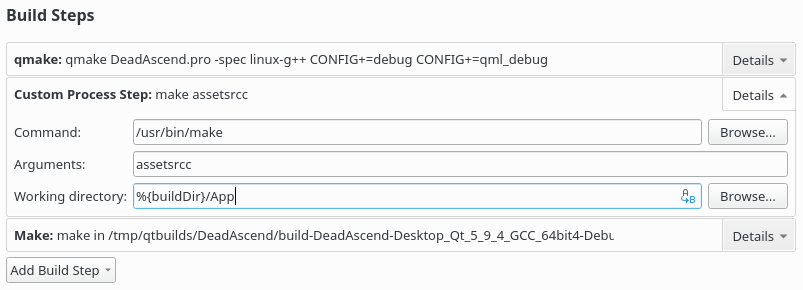 Build Steps
qmake: qmake DeadAscend.pro -spec linux-g++ CONFIG+=debug CONFIG+=qml_debug Details
Custom Process Step: make assetsrcc Details
Command: /usr/bin/make Browse...
Arguments: assetsrcc
Working directory: %{buildDir}/App B Browse...
Make: make in /tmp/qtbuilds/DeadAscend/build-DeadAscend-Desktop_Qt_5_9_4_GCC_64bit4-Debu Details
Add Build Step